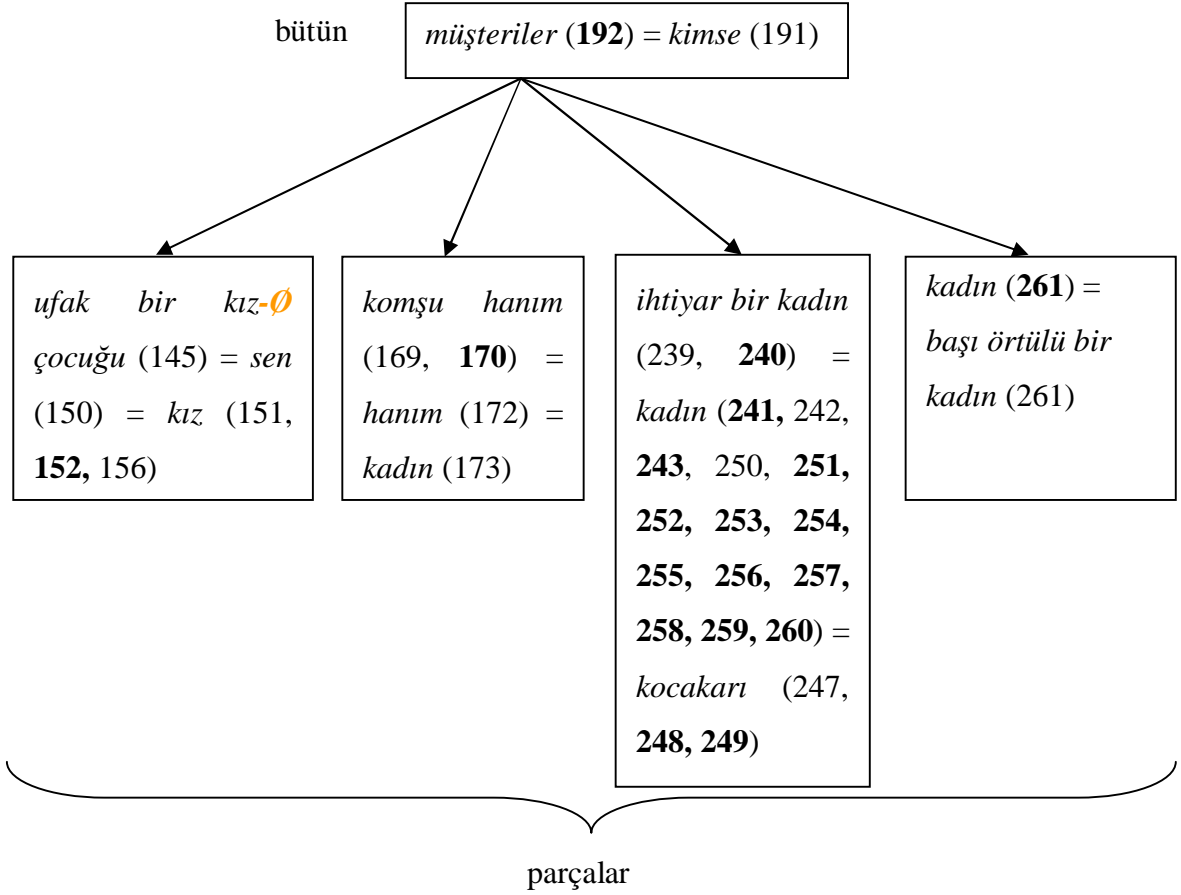 bütün
müşteriler (192) = kimse (191)
ufak bir kız-Ø
çocuğu (145) = sen
(150) = kız (151,
152, 156)
komşu hanım
(169, 170) =
hanım (172) =
kadın (173)
ihtiyar bir kadın
(239, 240) =
kadın (241, 242,
243, 250, 251,
252, 253, 254,
255, 256, 257,
258, 259, 260) =
kocakarı (247,
248, 249)
kadın (261) =
başı örtülü bir
kadın (261)
parçalar